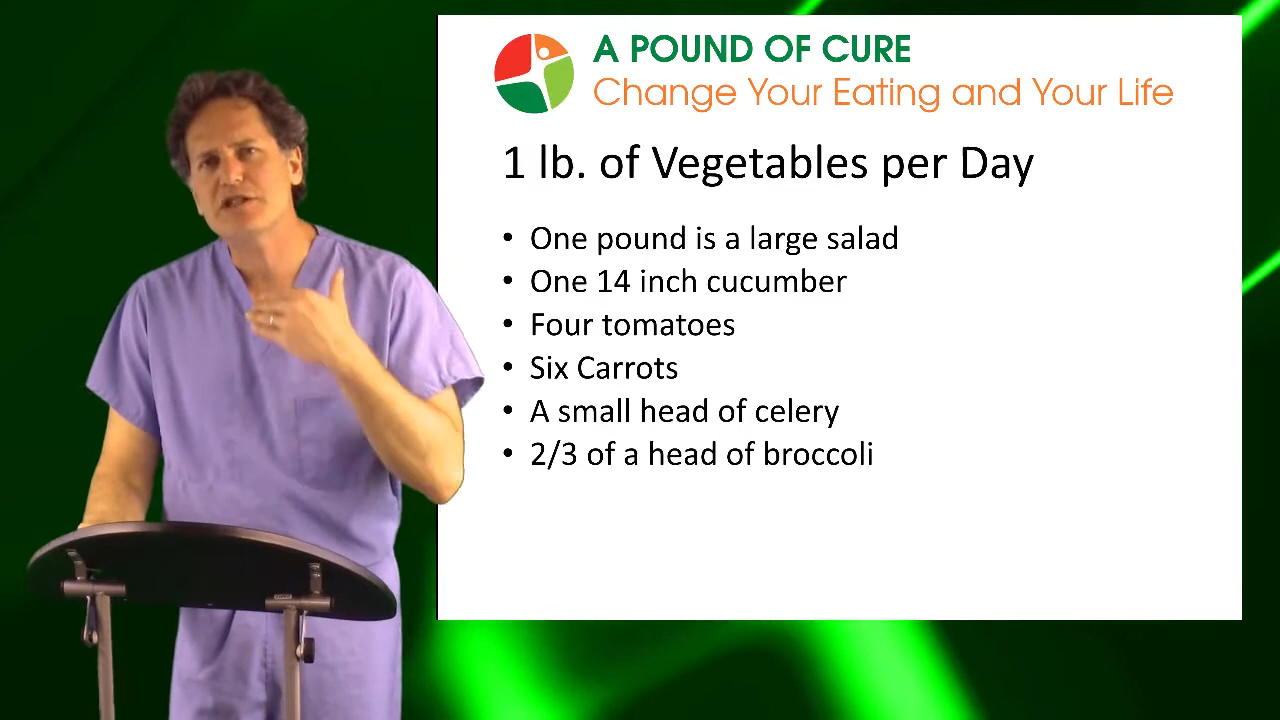 A POUND OF CURE
Change Your Eating and Your Life
1 lb. of Vegetables per Day
• One pound is a large salad
• One 14 inch cucumber
• Four tomatoes
• Six Carrots
• A small head of celery
• 2/3 of a head of broccoli